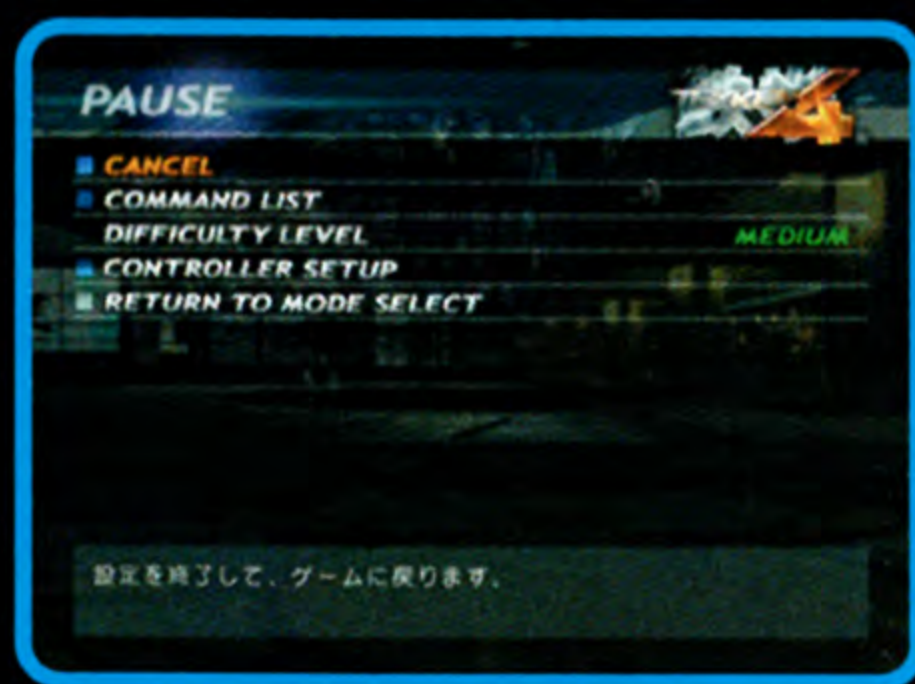 PAUSE
4
CANCEL
COMMAND LIST
DIFFICULTY LEVEL MEDIUM
CONTROLLER SETUP
RETURN TO MODE SELECT
設定を終了して、ゲームに戻ります。